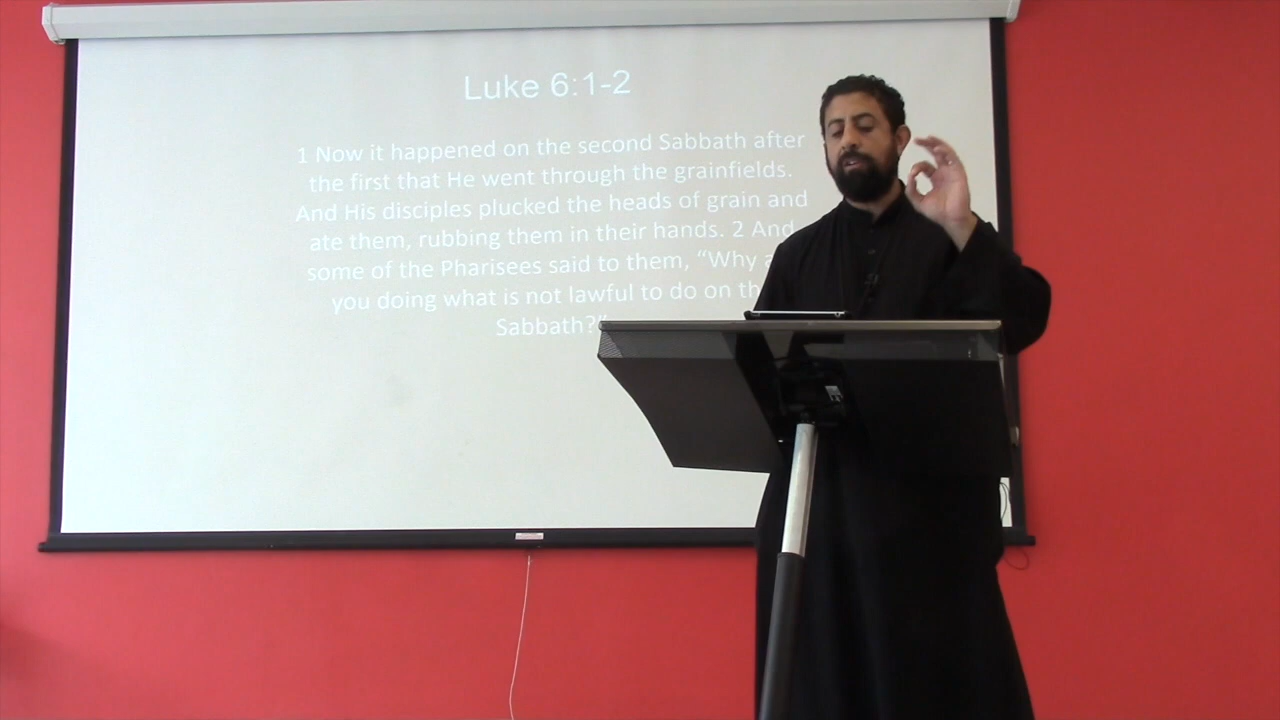 Luke 6:1-2
1 Now it happened on the second Sabbath after
the first that He went through the grainfields.
And His disciples plucked the heads of grain and
ate them, rubbing them in their hands. 2 And
some of the Pharisees said to them, “Why a
you doing what is not lawful to do on th
Sabbath?”